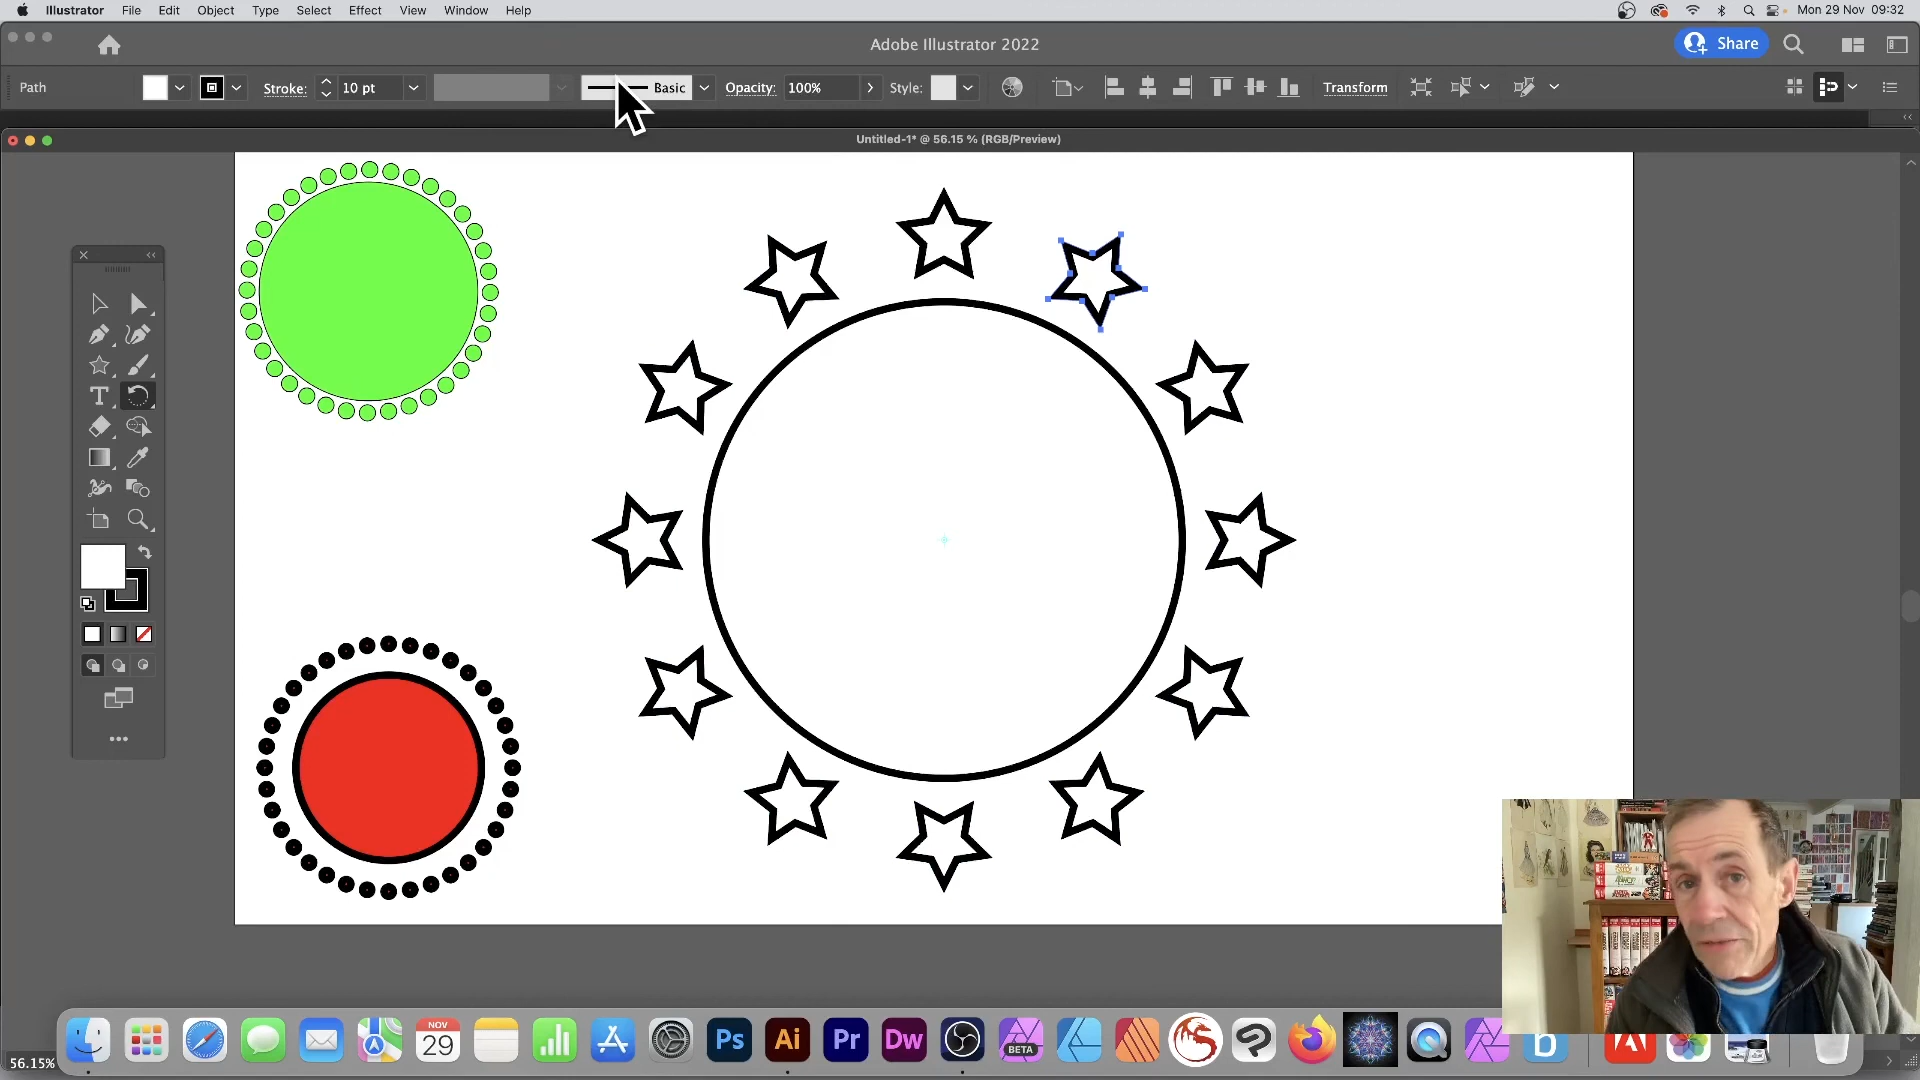 Illustrator File Edit Object Type Select Effect View Window Help Mon 29 Nov 09:32
Adobe Illustrator 2022 Share
Path Stroke: 10 pt Basic Opacity: 100% Style: Transform
Untitled-1* @ 56.15 % (RGB/Preview)
T
NOV
29
Ps Ai Pr Dw
BETA
b
56.15%